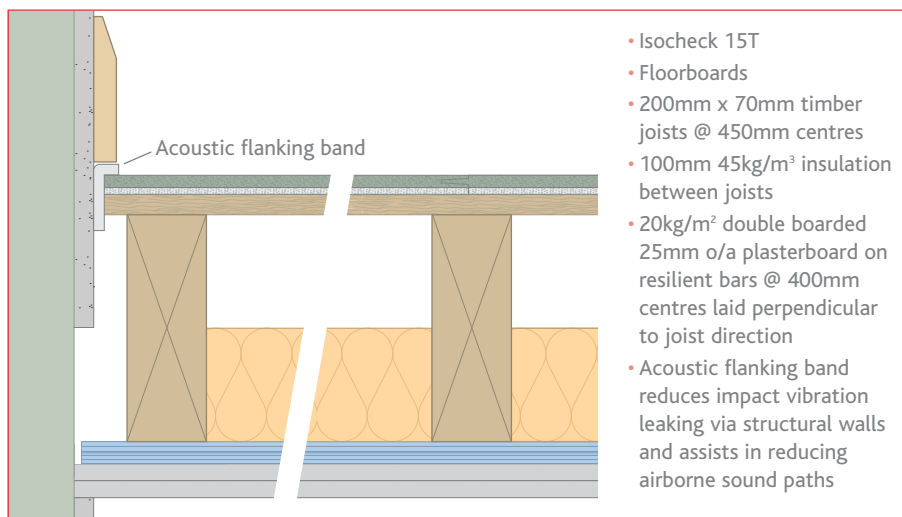 Acoustic flanking band
• Isocheck 15T
• Floorboards
• 200mm x 70mm timber
joists @ 450mm centres
• 100mm 45kg/m³ insulation
between joists
• 20kg/m² double boarded
25mm o/a plasterboard on
resilient bars @ 400mm
centres laid perpendicular
to joist direction
• Acoustic flanking band
reduces impact vibration
leaking via structural walls
and assists in reducing
airborne sound paths